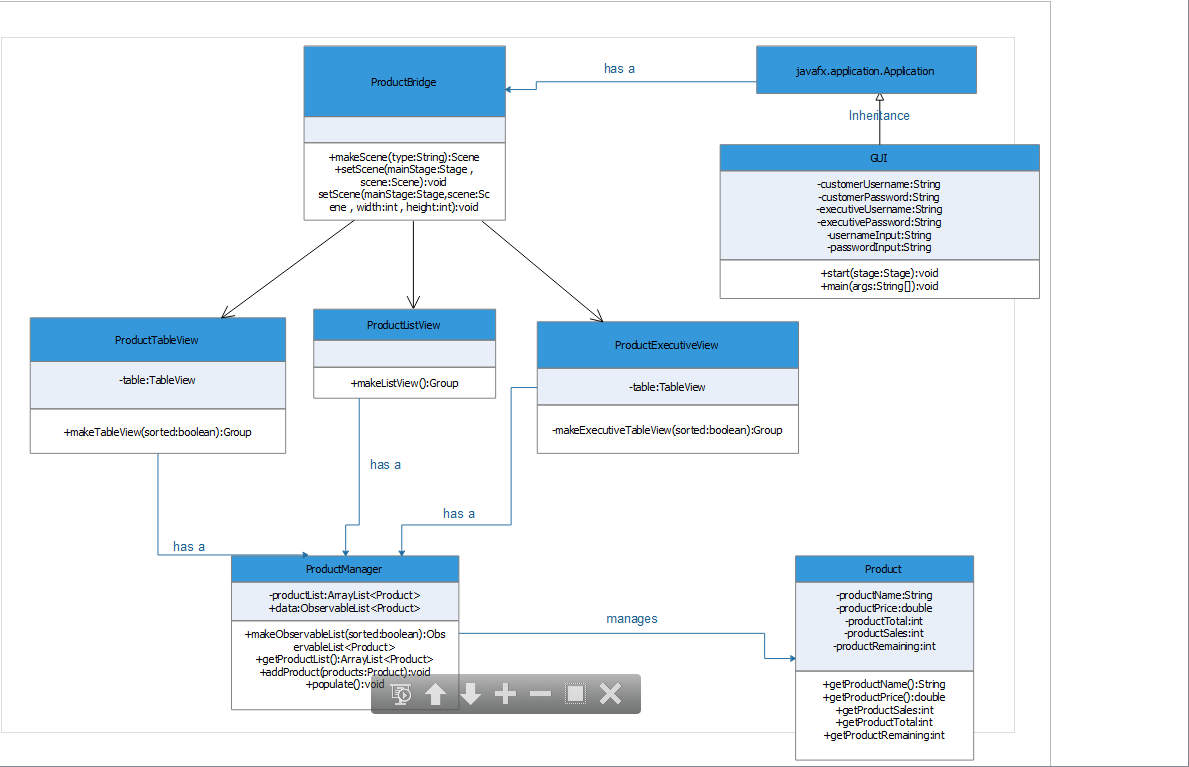 ProductBridge
+makeScene(type:String):Scene
+setScene(mainStage:Stage ,
scene:Scene):void
setScene(mainStage:Stage,scene:Sc
ene , width:int , height:int):void
has a
javafx.application.Application
Inheritance
GUI
-customerUsername:String
-customerPassword:String
-executiveUsername:String
-executivePassword:String
-usernameInput:String
-passwordInput:String
+start(stage:Stage):void
+main(args:String[]):void
ProductTableView
-table:TableView
+makeTableView(sorted:boolean):Group
ProductListView
+makeListView():Group
ProductExecutiveView
-table:TableView
-makeExecutiveTableView(sorted:boolean):Group
has a
has a
has a
ProductManager
-productList:ArrayList<Product>
+data:ObservableList<Product>
+makeObservableList(sorted:boolean):Obs
ervableList<Product>
+getProductList():ArrayList<Product>
+addProduct(products:Product):void
+populate():void
manages
Product
-productName:String
-productPrice:double
-productTotal:int
-productSales:int
-productRemaining:int
+getProductName():String
+getProductPrice():double
+getProductSales:int
+getProductTotal:int
+getProductRemaining:int